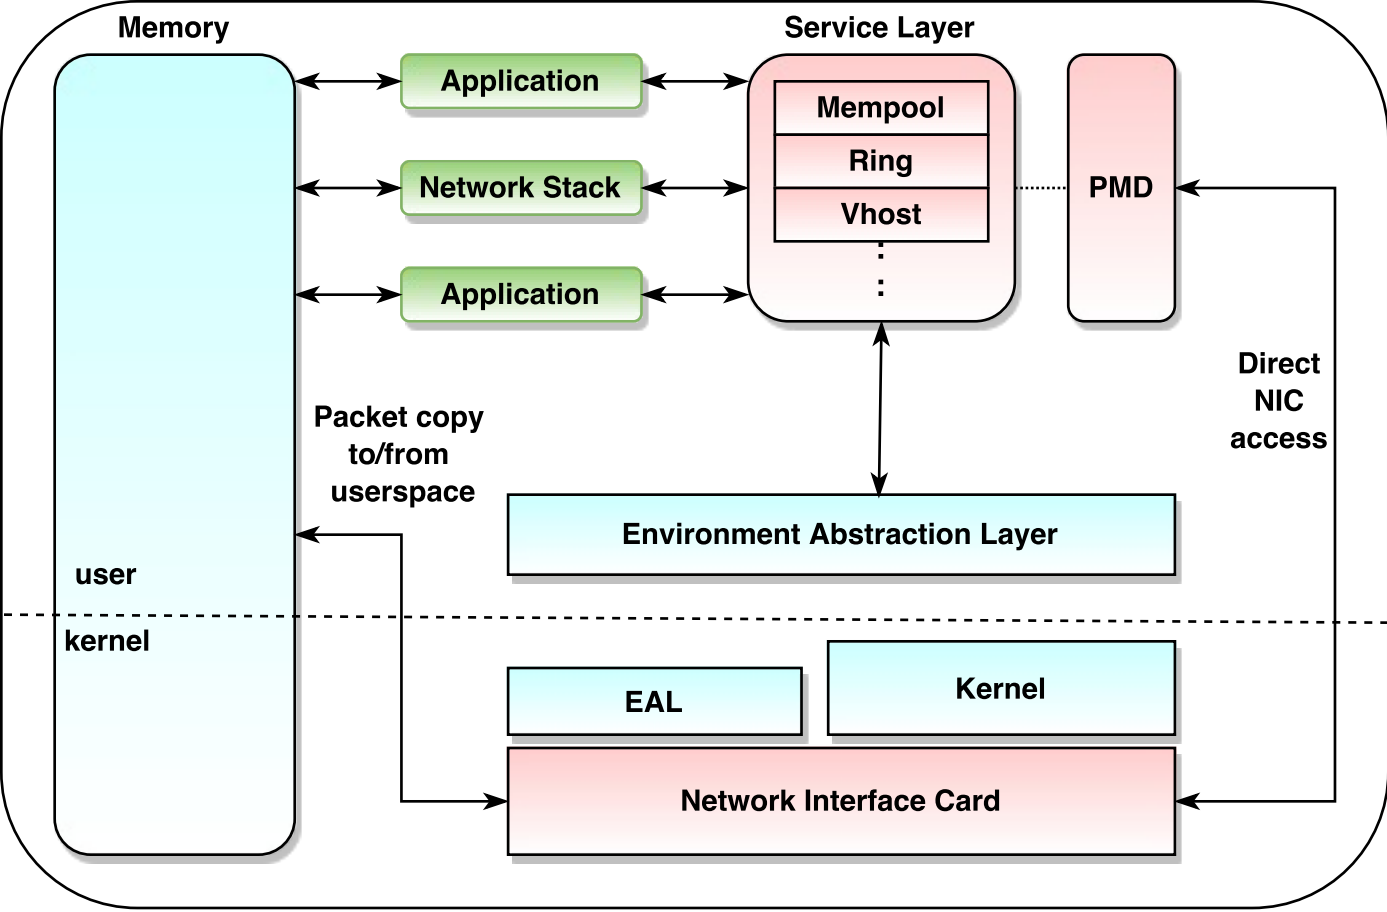 Memory
Service Layer
Application
Mempool
Ring
Network Stack
PMD
Vhost
Application
Direct
NIC
access
Packet copy
to/from
userspace
Environment Abstraction Layer
user
kernel
EAL
Kernel
Network Interface Card